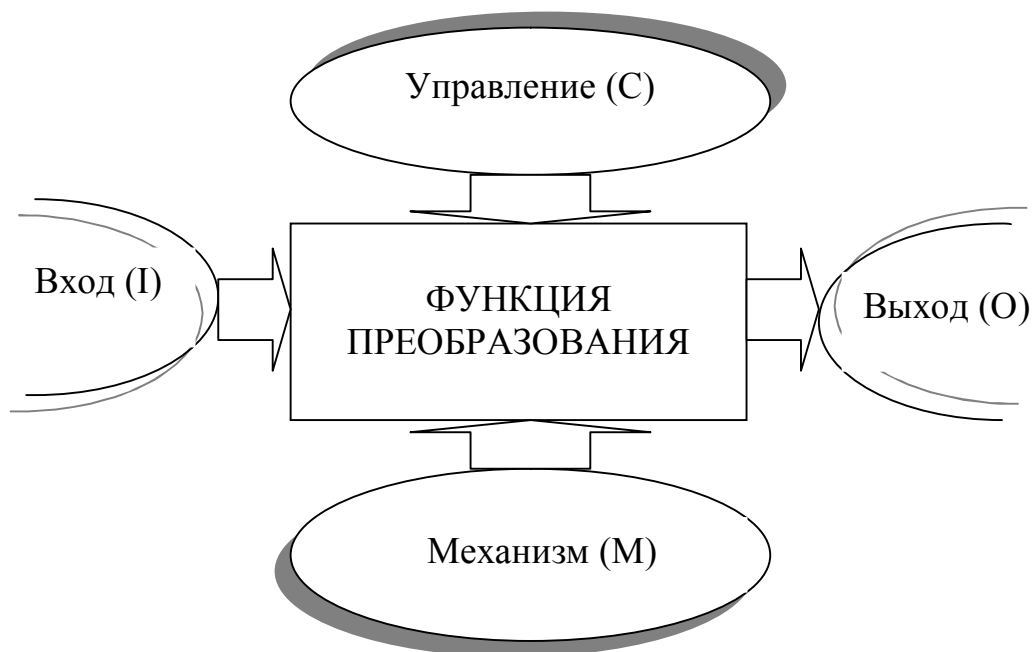 Управление (C)
Вход (I)
ФУНКЦИЯ
ПРЕОБРАЗОВАНИЯ
Выход (O)
Механизм (M)